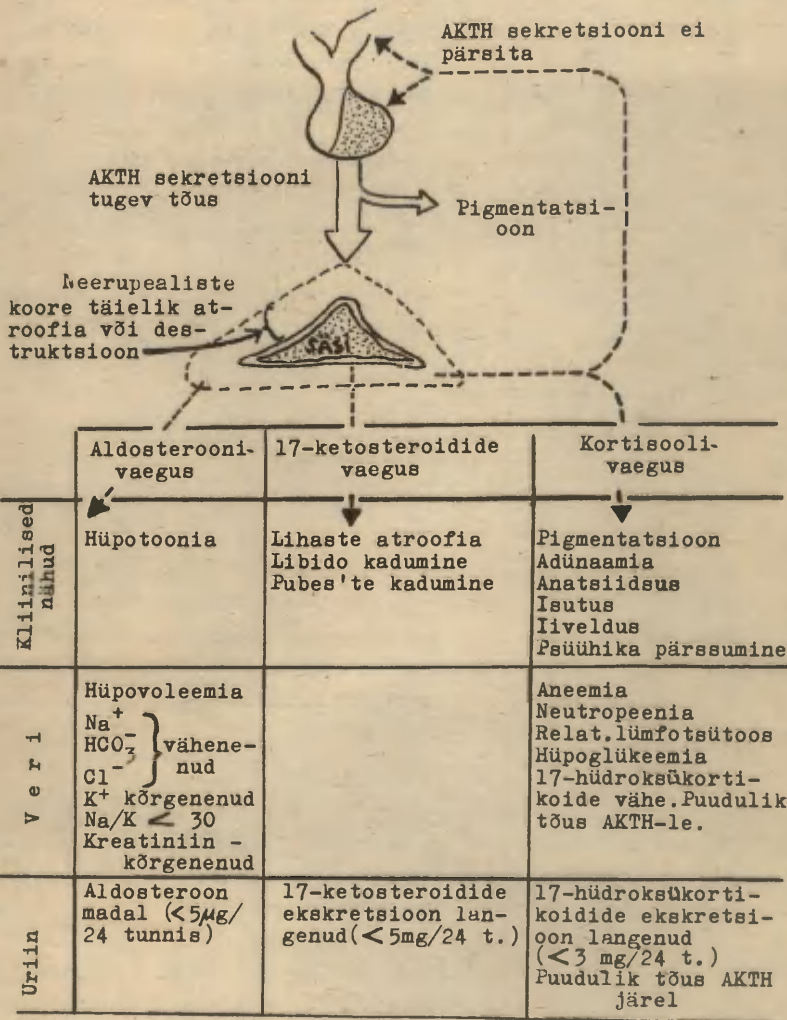 AKTH sekretsiooni ei
pärsita
AKTH sekretsiooni
tugev tõus
Pigmentatsi-
oon
Neerupealiste
koore täielik at-
roofia või des-
truktsioon
SÄSI
Aldosterooni-
vaegus
17-ketosteroidide
vaegus
Kortisooli-
vaegus
Kliinilised
nähud
Hüpotoonia
Lihaste atroofia
Libido kadumine
Pubes'te kadumine
Pigmentatsioon
Adünaamia
Anatsiidsus
Isutus
Iiveldus
Psüühika pärssumine
Veri
Hüpovoleemia
Na⁺
HCO₃⁻ } vähene-
Cl⁻ nud
K⁺ kõrgenenud
Na/K < 30
Kreatiniin -
kõrgenenud
Aneemia
Neutropeenia
Relat.lümfotsütoos
Hüpoglükeemia
17-hüdroksükorti-
koide vähe.Puudulik
tõus AKTH-le.
Uriin
Aldosteroon
madal (<5µg/
24 tunnis)
17-ketosteroidide
ekskretsioon lan-
genud(<5mg/24 t.)
17-hüdroksükorti-
koidide ekskretsi-
oon langenud
(<3 mg/24 t.)
Puudulik tõus AKTH
järel